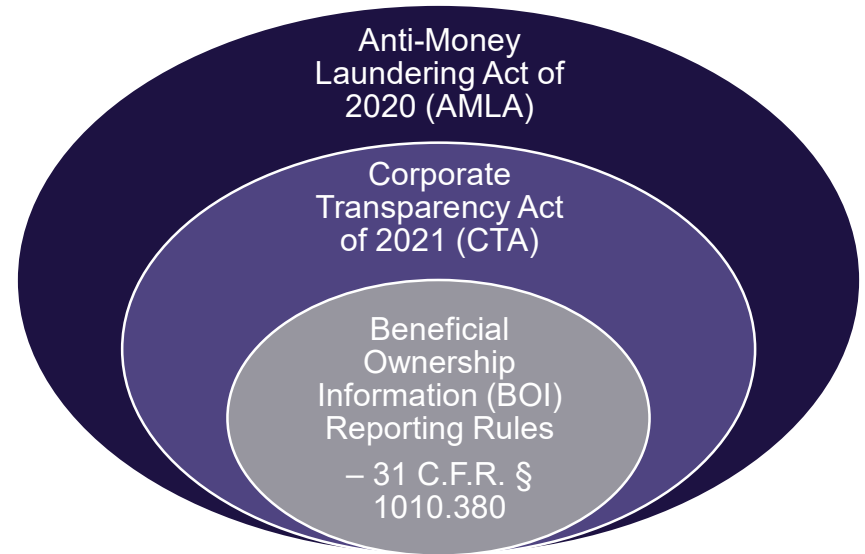 Anti-Money
Laundering Act of
2020 (AMLA)
Corporate
Transparency Act
of 2021 (CTA)
Beneficial
Ownership
Information (BOI)
Reporting Rules
– 31 C.F.R. §
1010.380